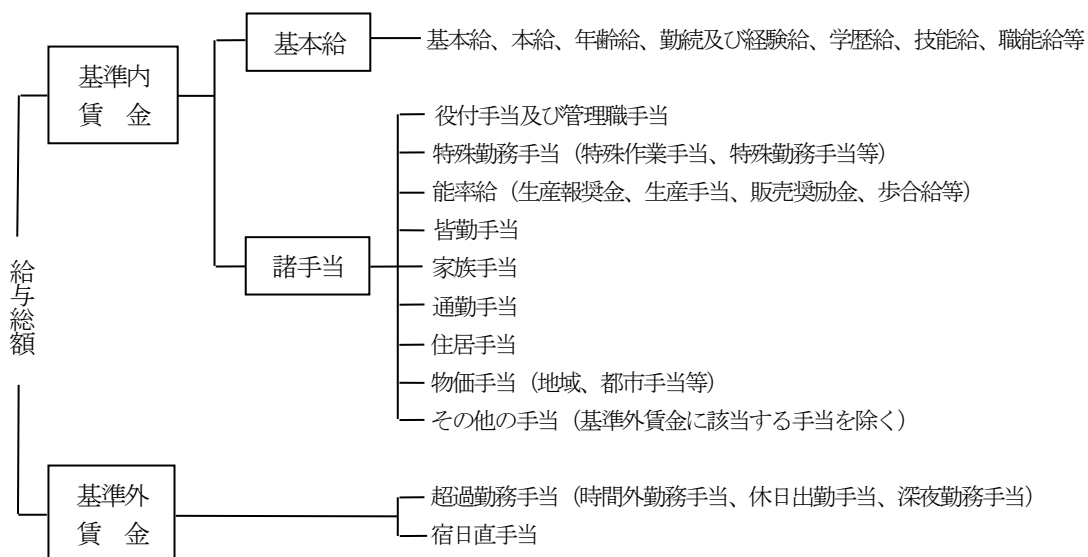 基本給
基本給、本給、年齢給、勤続及び経験給、学歴給、技能給、職能給等
基準内
賃　金
役付手当及び管理職手当
特殊勤務手当（特殊作業手当、特殊勤務手当等）
能率給（生産報奨金、生産手当、販売奨励金、歩合給等）
皆勤手当
諸手当
家族手当
通勤手当
住居手当
物価手当（地域、都市手当等）
その他の手当（基準外賃金に該当する手当を除く）
給与総額
基準外
賃　金
超過勤務手当（時間外勤務手当、休日出勤手当、深夜勤務手当）
宿日直手当